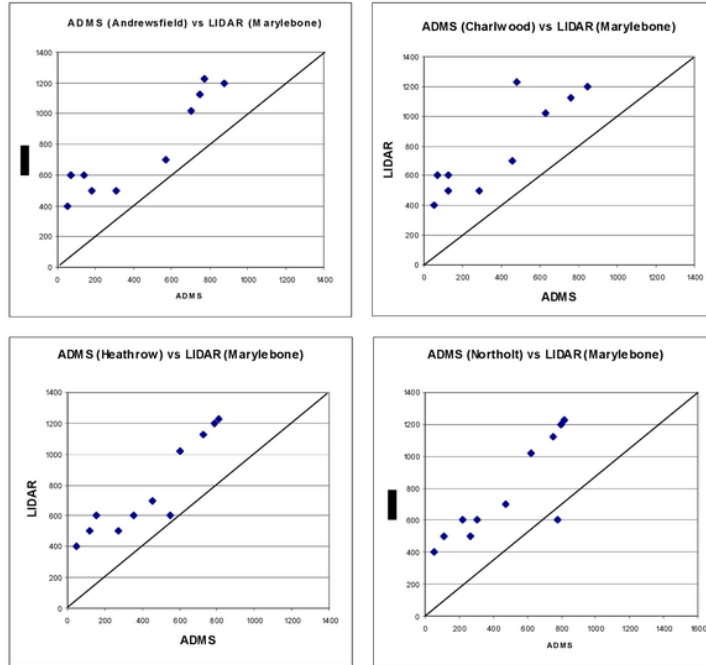 ADMS (Andrewsfield) vs LIDAR (Marylebone)
1400
1200
1000
800
600
400
200
0
0 200 400 600 800 1000 1200 1400
ADMS
ADMS (Charlwood) vs LIDAR (Marylebone)
LIDAR
1400
1200
1000
800
600
400
200
0
0 200 400 600 800 1000 1200 1400
ADMS
ADMS (Heathrow) vs LIDAR (Marylebone)
LIDAR
1400
1200
1000
800
600
400
200
0
0 200 400 600 800 1000 1200 1400
ADMS
ADMS (Northolt) vs LIDAR (Marylebone)
1400
1200
1000
800
600
400
200
0
0 200 400 600 800 1000 1200 1400 1600
ADMS